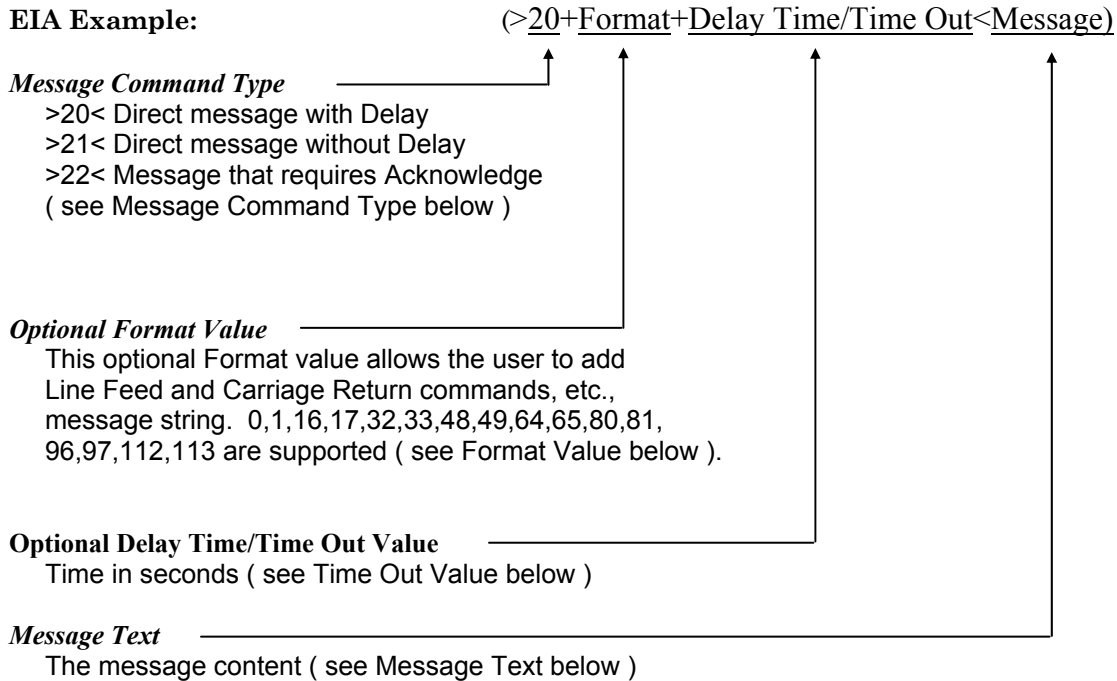 EIA Example: (>20+Format+Delay Time/Time Out<Message)
Message Command Type
>20< Direct message with Delay
>21< Direct message without Delay
>22< Message that requires Acknowledge
( see Message Command Type below )
Optional Format Value
This optional Format value allows the user to add
Line Feed and Carriage Return commands, etc.,
message string. 0,1,16,17,32,33,48,49,64,65,80,81,
96,97,112,113 are supported ( see Format Value below ).
Optional Delay Time/Time Out Value
Time in seconds ( see Time Out Value below )
Message Text
The message content ( see Message Text below )